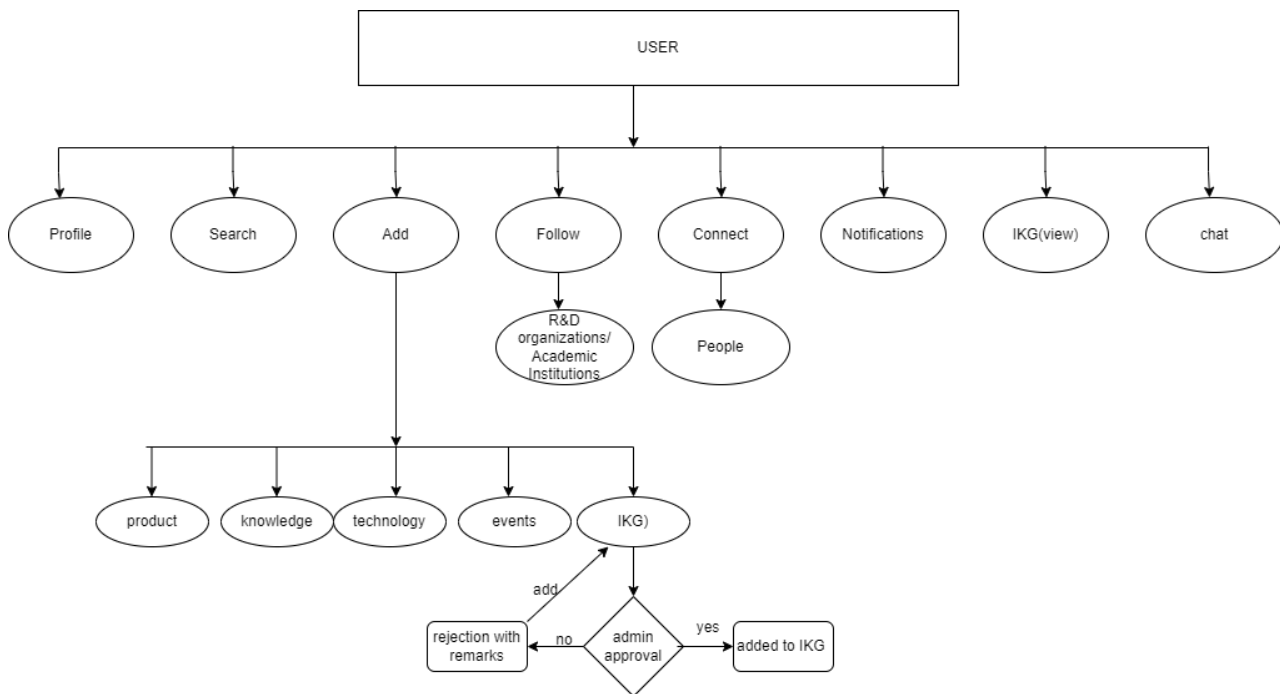 USER
Profile
Search
Add
Follow
Connect
Notifications
IKG(view)
chat
R&D
organizations/
Academic
Institutions
People
product
knowledge
technology
events
IKG)
add
rejection with
remarks
no
admin
approval
yes
added to IKG